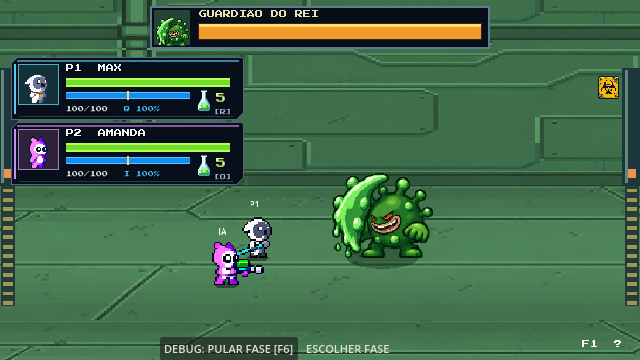 GUARDIÃO DO REI
P1 MAX
100/100 Q 100%
5
[R]
P2 AMANDA
100/100 I 100%
5
[O]
P1
IA
F1 ?
DEBUG: PULAR FASE [F6] ESCOLHER FASE